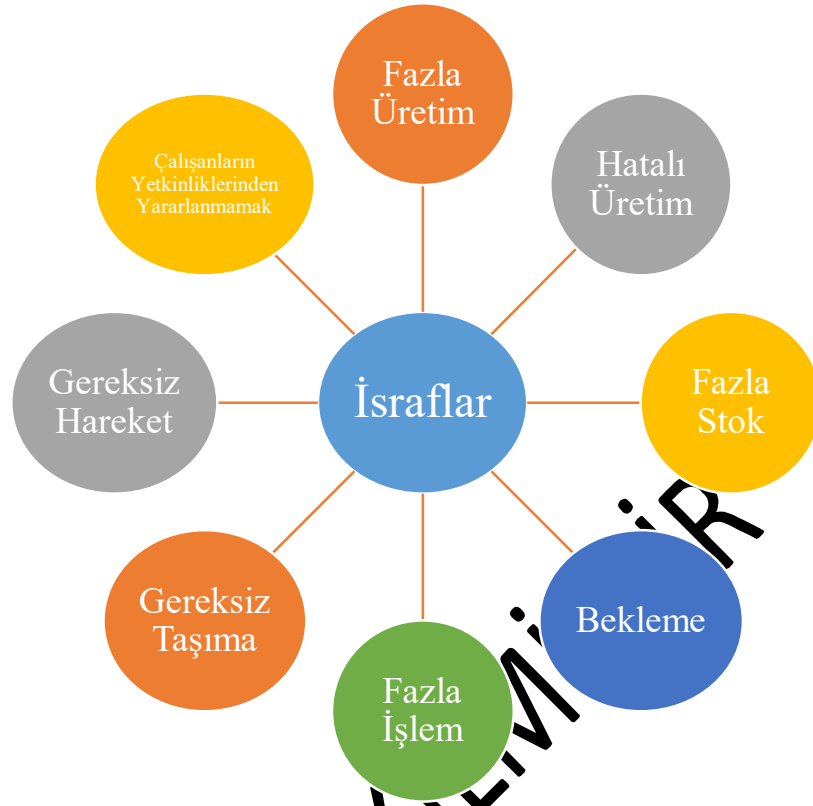 Fazla
Üretim
Hatalı
Üretim
Fazla
Stok
Bekleme
Fazla
İşlem
Gereksiz
Taşıma
Gereksiz
Hareket
Çalışanların
Yetkinliklerinden
Yararlanmamak
İsraflar